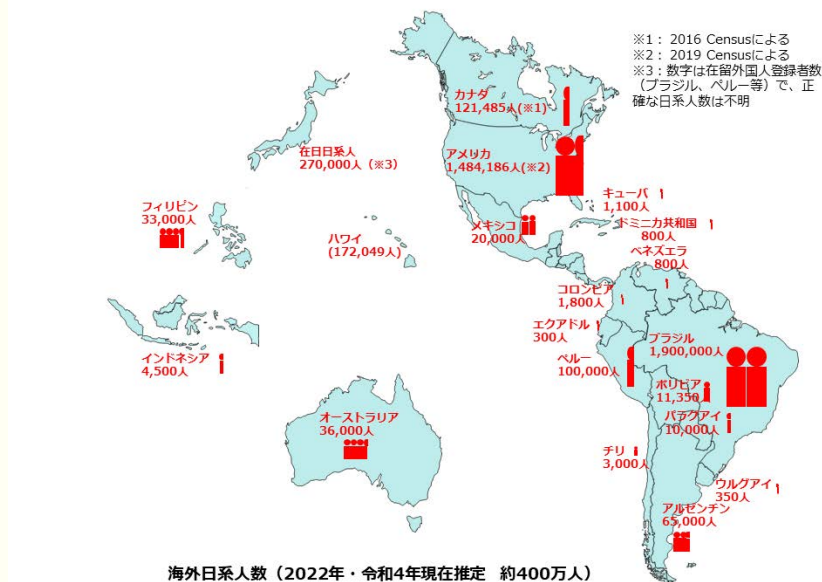 ※1： 2016 Censusによる
※2： 2019 Censusによる
※3：数字は在留外国人登録者数
（ブラジル、ペルー等）で、正
確な日系人数は不明
カナダ
121,485人(※1)
在日日系人
270,000人（※3）
アメリカ
1,484,186人(※2)
フィリピン
33,000人
ハワイ
(172,049人)
メキシコ
20,000人
キューバ
1,100人
ドミニカ共和国
800人
ベネズエラ
800人
コロンビア
1,800人
エクアドル
300人
ブラジル
1,900,000人
ペルー
100,000人
インドネシア
4,500人
ボリビア
11,350人
パラグアイ
10,000人
オーストラリア
36,000人
チリ
3,000人
ウルグアイ
350人
アルゼンチン
65,000人
海外日系人数（2022年・令和4年現在推定　約400万人）